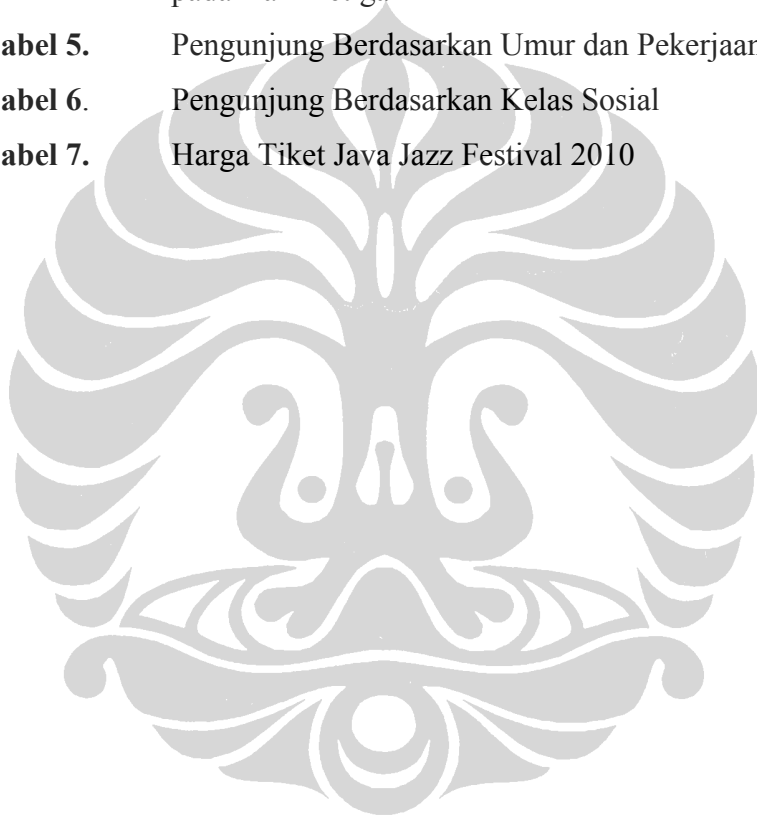 abel 5. Pengunjung Berdasarkan Umur dan Pekerjaan
abel 6. Pengunjung Berdasarkan Kelas Sosial
abel 7. Harga Tiket Java Jazz Festival 2010